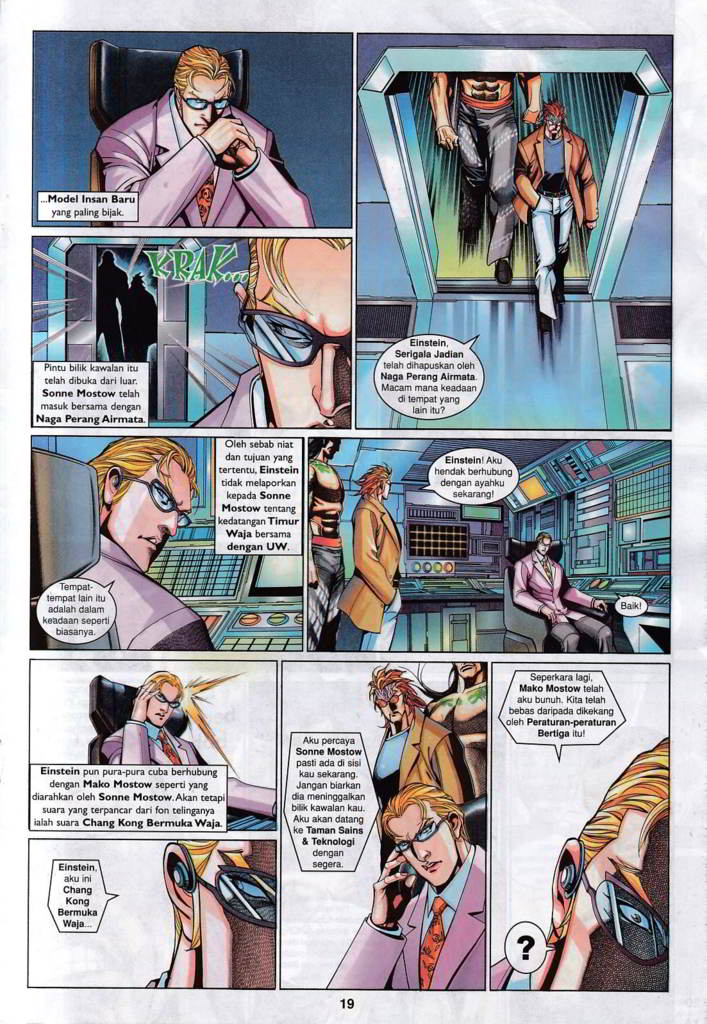 ...Model Insan Baru
yang paling bijak.
KRAK...
Pintu bilik kawalan itu
telah dibuka dari luar.
Sonne Mostow telah
masuk bersama dengan
Naga Perang Airmata.
Einstein,
Serigala Jadian
telah dihapuskan oleh
Naga Perang Airmata.
Macam mana keadaan
di tempat yang
lain itu?
Oleh sebab niat
dan tujuan yang
tertentu, Einstein
tidak melaporkan
kepada Sonne
Mostow tentang
kedatangan Timur
Waja bersama
dengan UW.
Tempat-
tempat lain itu
adalah dalam
keadaan seperti
biasanya.
Einstein! Aku
hendak berhubung
dengan ayahku
sekarang!
Baik!
Einstein pun pura-pura cuba berhubung
dengan Mako Mostow seperti yang
diarahkan oleh Sonne Mostow. Akan tetapi
suara yang terpancar dari fon telinganya
ialah suara Chang Kong Bermuka Waja.
Einstein,
aku ini
Chang
Kong
Bermuka
Waja...
Aku percaya
Sonne Mostow
pasti ada di sisi
kau sekarang.
Jangan biarkan
dia meninggalkan
bilik kawalan kau.
Aku akan datang
ke Taman Sains
& Teknologi
dengan
segera.
Seperkara lagi,
Mako Mostow telah
aku bunuh. Kita telah
bebas daripada dikekang
oleh Peraturan-peraturan
Bertiga itu!
?
19